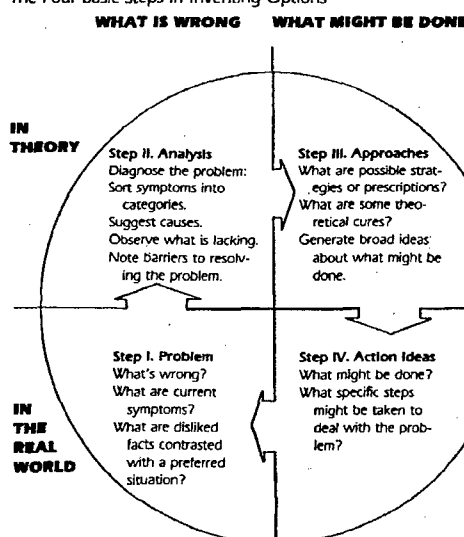 The Four Basic Steps in Inventing Options
WHAT IS WRONG WHAT MIGHT BE DONE
IN
THEORY
Step II. Analysis
Diagnose the problem:
Sort symptoms into
categories.
Suggest causes.
Observe what is lacking.
Note barriers to resolv-
ing the problem.
Step III. Approaches
What are possible strat-
egies or prescriptions?
What are some theo-
retical cures?
Generate broad ideas
about what might be
done.
IN
THE
REAL
WORLD
Step I. Problem
What's wrong?
What are current
symptoms?
What are disliked
facts contrasted
with a preferred
situation?
Step IV. Action Ideas
What might be done?
What specific steps
might be taken to
deal with the prob-
lem?